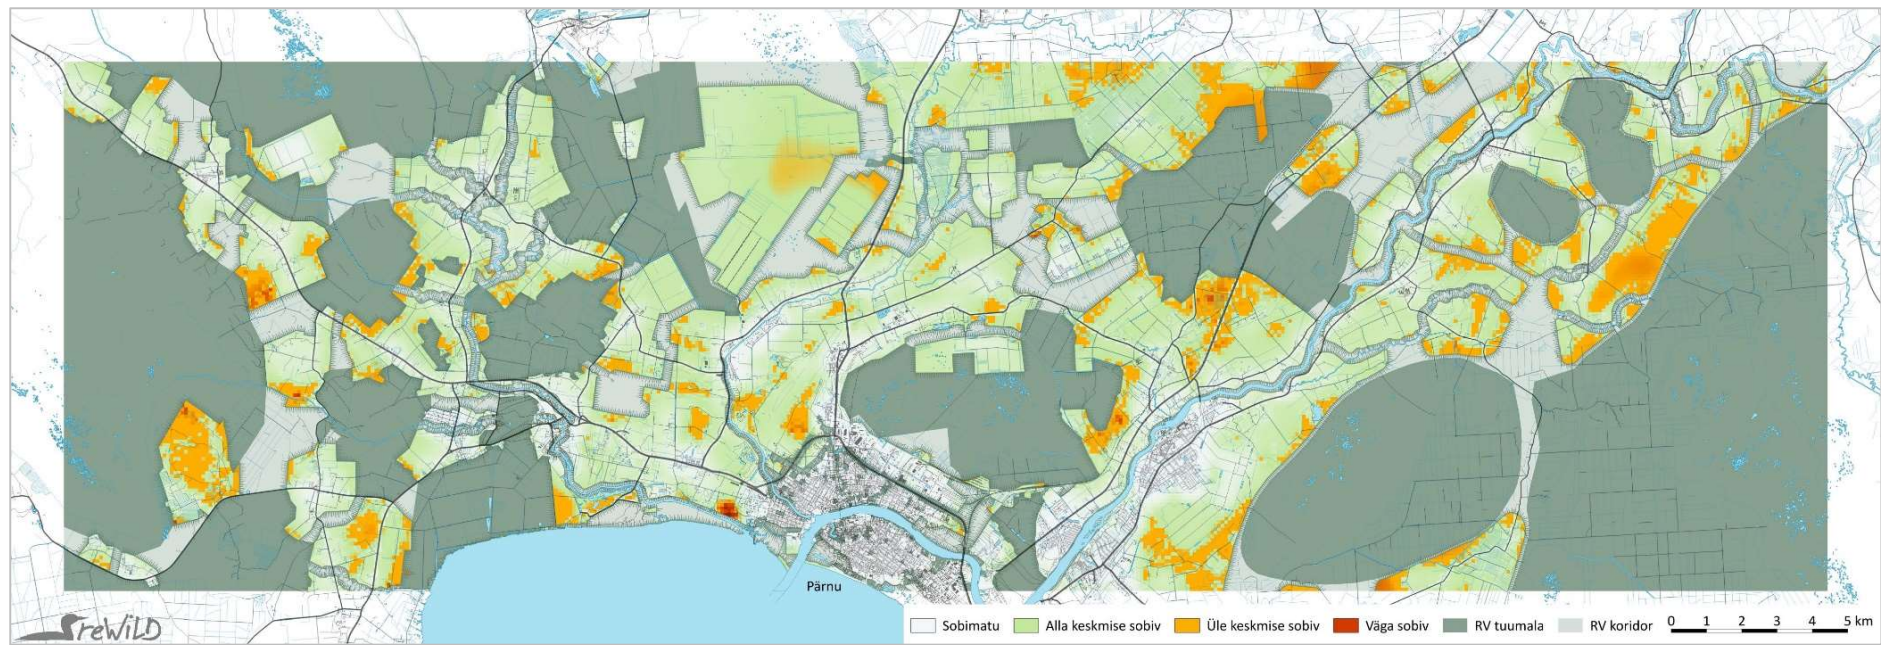 Pärnu
reWiLD
Sobimatu
Alla keskmise sobiv
Üle keskmise sobiv
Väga sobiv
RV tuumala
RV koridor
0 1 2 3 4 5 km